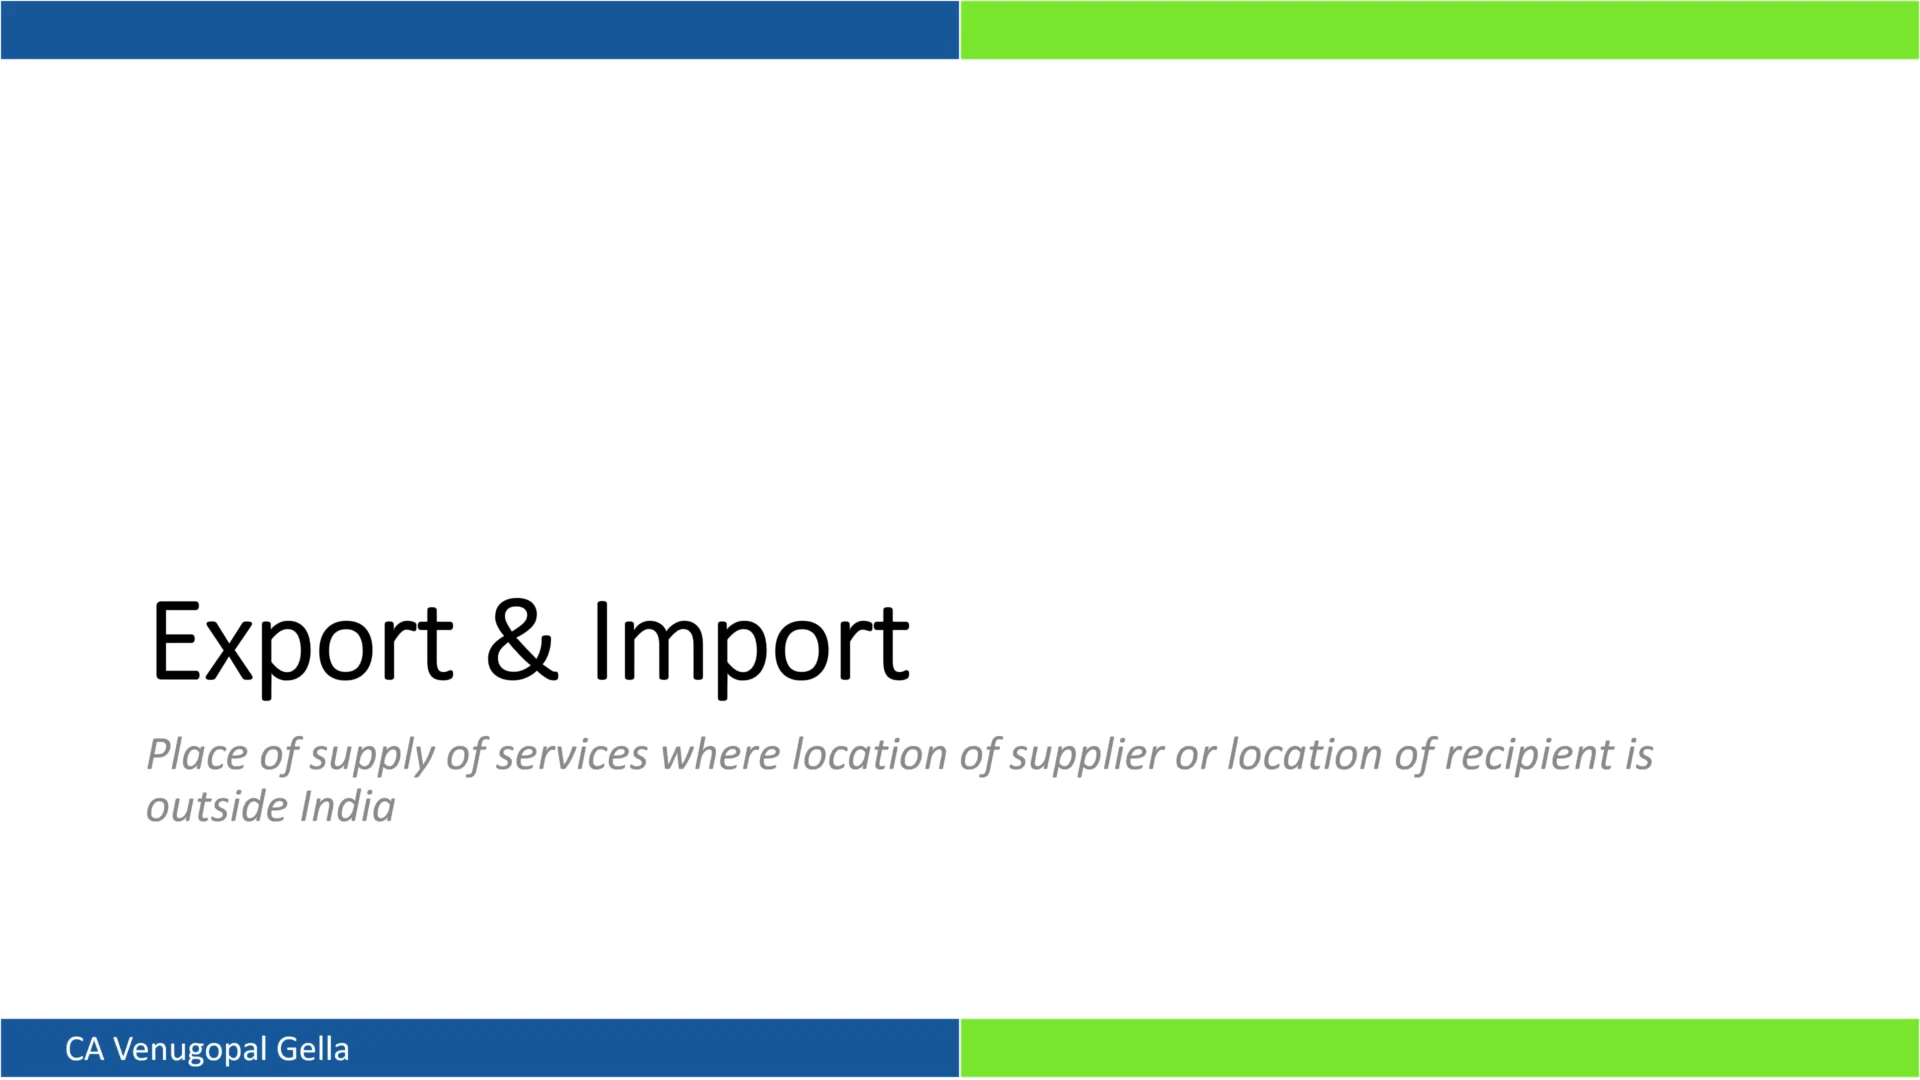 Export & Import
Place of supply of services where location of supplier or location of recipient is
outside India
CA Venugopal Gella